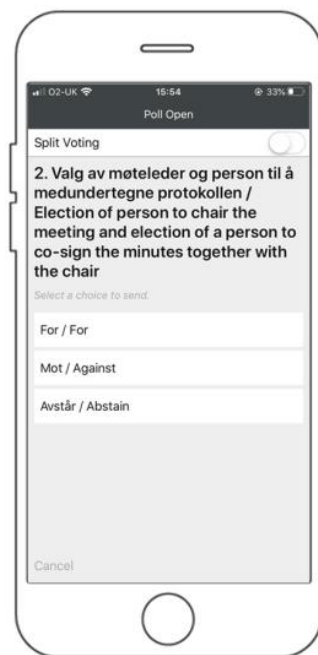 O2-UK 15:54 33%
Poll Open
Split Voting
2. Valg av møteleder og person til å
medundertegne protokollen /
Election of person to chair the
meeting and election of a person to
co-sign the minutes together with
the chair
Select a choice to send.
For / For
Mot / Against
Avstår / Abstain
Cancel